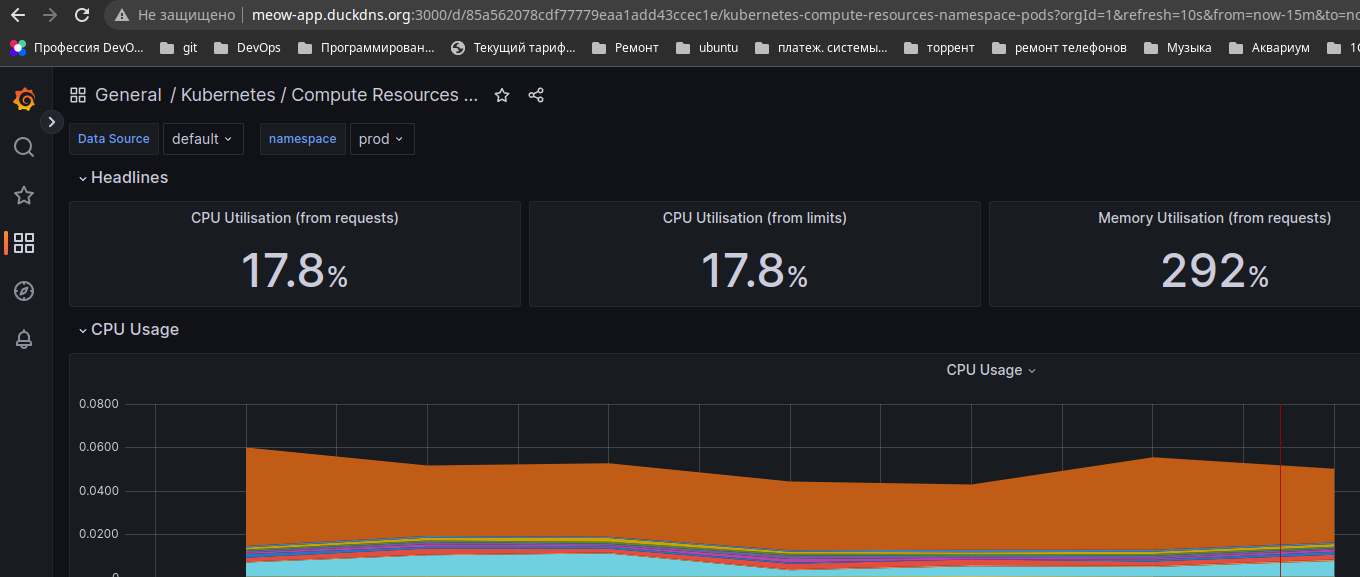 Не защищено | meow-app.duckdns.org:3000/d/85a562078cdf77779eaa1add43ccec1e/kubernetes-compute-resources-namespace-pods?orgId=1&refresh=10s&from=now-15m&to=no
Профессия DevO... git DevOps Программирован... Текущий тариф... Ремонт ubuntu платеж. системы... торрент ремонт телефонов Музыка Аквариум 1С
General / Kubernetes / Compute Resources ...
Data Source default namespace prod
Headlines
CPU Utilisation (from requests) CPU Utilisation (from limits) Memory Utilisation (from requests)
17.8% 17.8% 292%
CPU Usage
CPU Usage
0.0800
0.0600
0.0400
0.0200
0